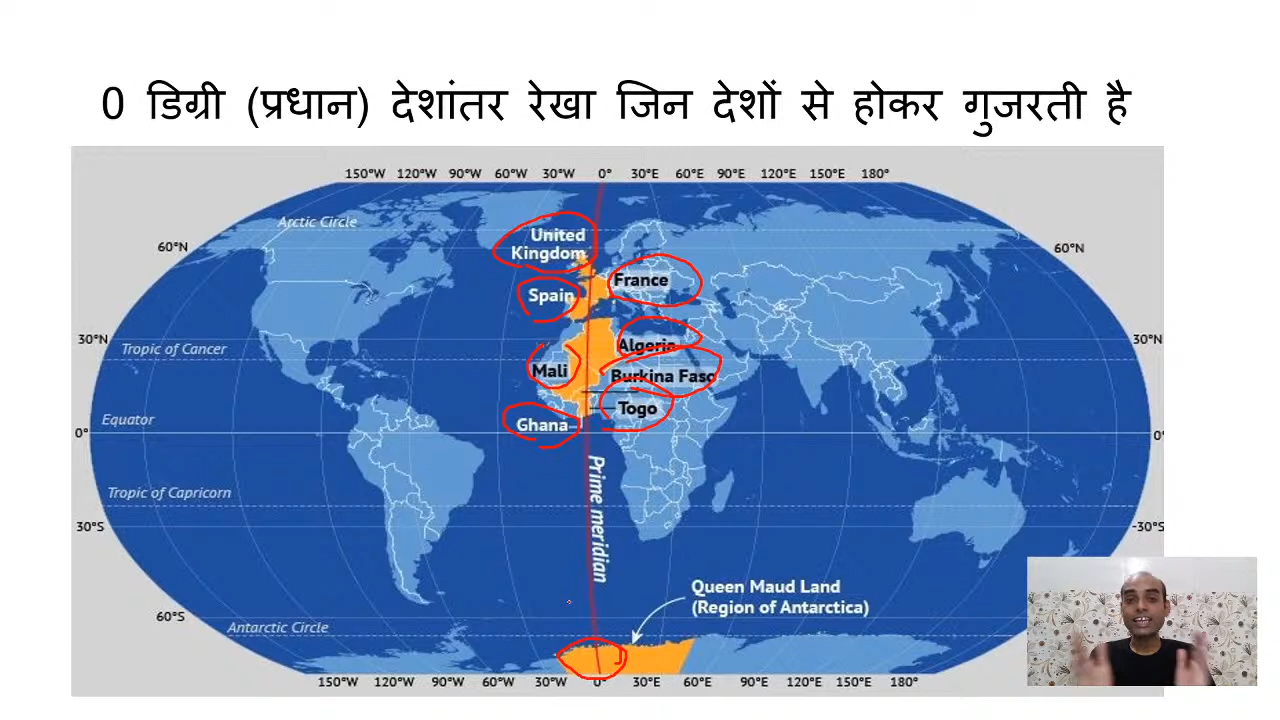 0 डिग्री (प्रधान) देशांतर रेखा जिन देशों से होकर गुजरती है
150°W 120°W 90°W 60°W 30°W 0° 30°E 60°E 90°E 120°E 150°E 180°
Arctic Circle
60°N 60°N
United
Kingdom
France
Spain
30°N 30°N
Algeria
Tropic of Cancer
Mali
Burkina Faso
Togo
Equator
Ghana
0° 0°
Prime meridian
Tropic of Capricorn
30°S -30°S
Queen Maud Land
(Region of Antarctica)
60°S
Antarctic Circle
150°W 120°W 90°W 60°W 30°W 0° 30°E 60°E 90°E 120°E 150°E 180°